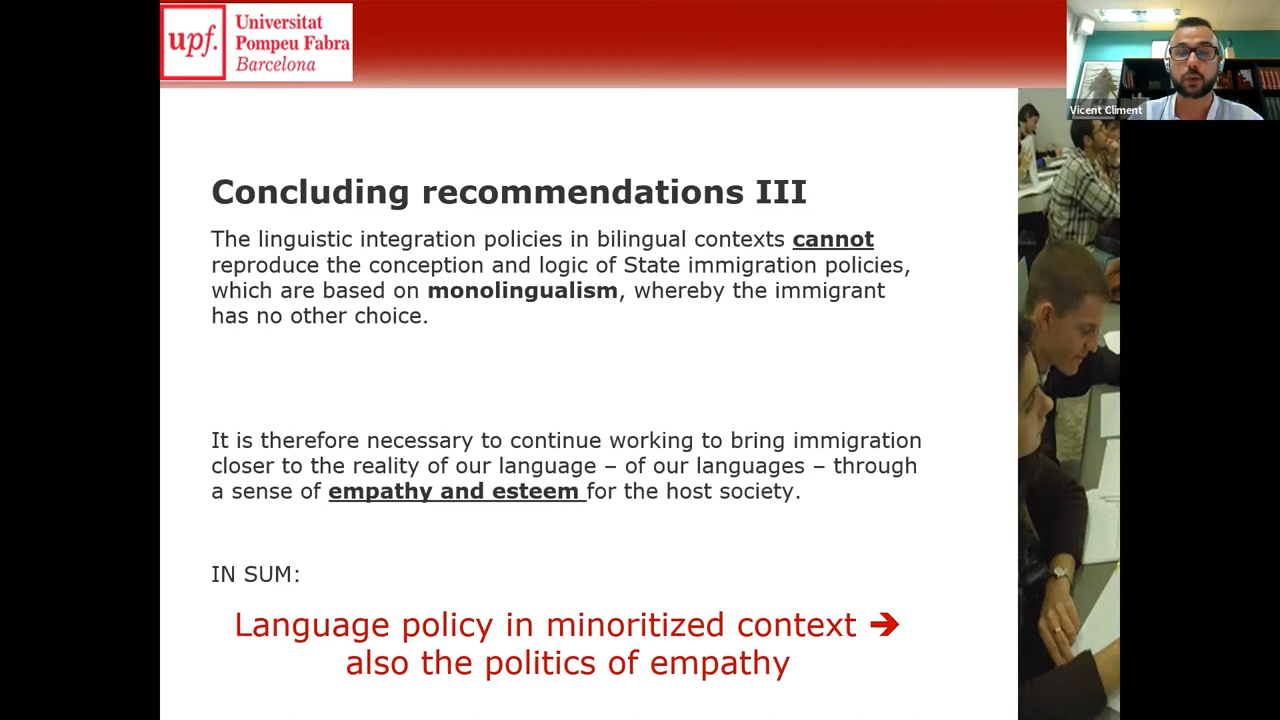 upf.
Universitat
Pompeu Fabra
Barcelona
Vicent Climent
Concluding recommendations III
The linguistic integration policies in bilingual contexts cannot
reproduce the conception and logic of State immigration policies,
which are based on monolingualism, whereby the immigrant
has no other choice.
It is therefore necessary to continue working to bring immigration
closer to the reality of our language – of our languages – through
a sense of empathy and esteem for the host society.
IN SUM:
Language policy in minoritized context ➔
also the politics of empathy